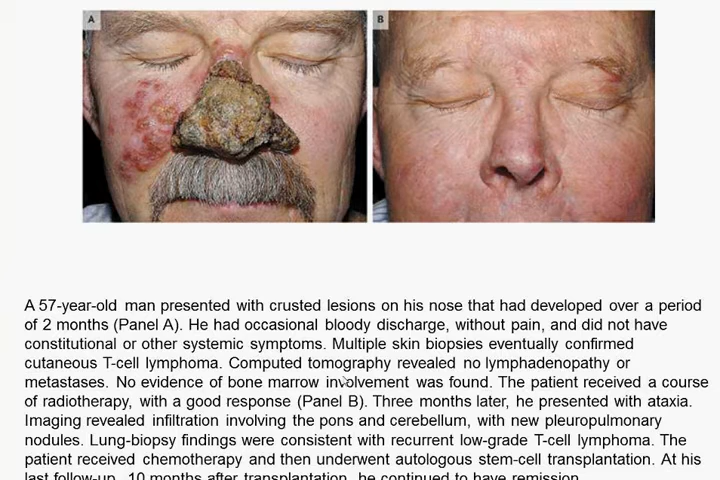 A
B
A 57-year-old man presented with crusted lesions on his nose that had developed over a period
of 2 months (Panel A). He had occasional bloody discharge, without pain, and did not have
constitutional or other systemic symptoms. Multiple skin biopsies eventually confirmed
cutaneous T-cell lymphoma. Computed tomography revealed no lymphadenopathy or
metastases. No evidence of bone marrow involvement was found. The patient received a course
of radiotherapy, with a good response (Panel B). Three months later, he presented with ataxia.
Imaging revealed infiltration involving the pons and cerebellum, with new pleuropulmonary
nodules. Lung-biopsy findings were consistent with recurrent low-grade T-cell lymphoma. The
patient received chemotherapy and then underwent autologous stem-cell transplantation. At his
last follow-up, 10 months after transplantation, he continued to have remission.